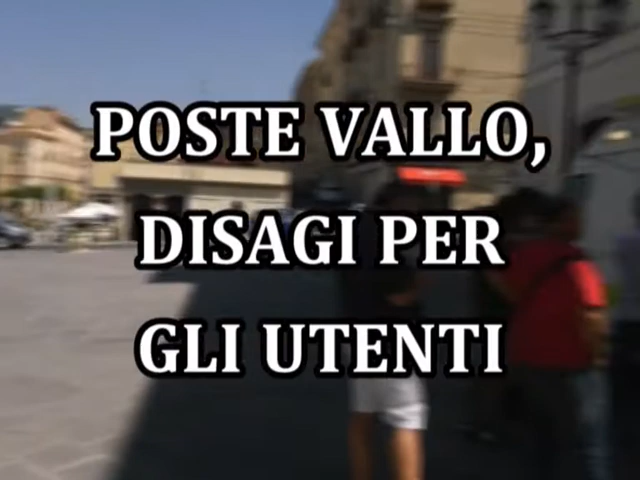 POSTE VALLO,
DISAGI PER
GLI UTENTI